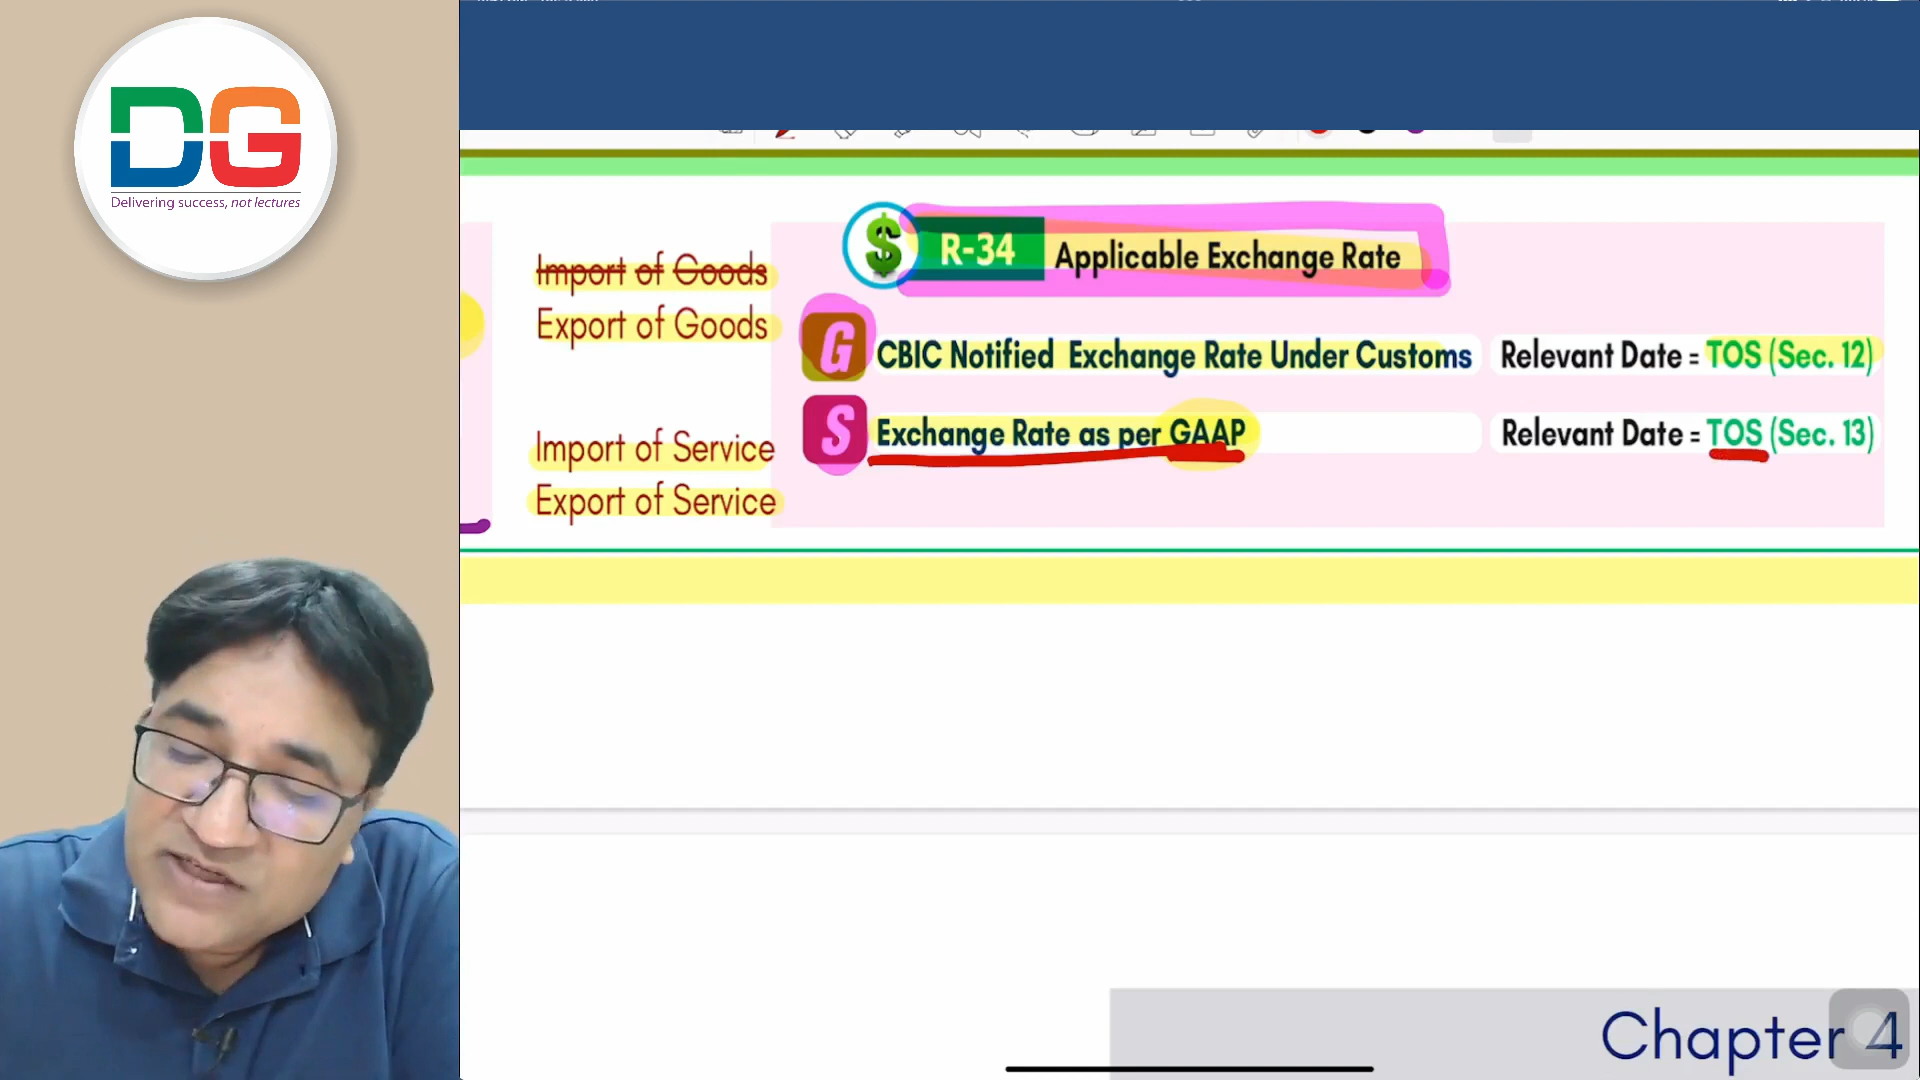 DG
Delivering success, not lectures
$ R-34 Applicable Exchange Rate
Import of Goods
Export of Goods
G CBIC Notified Exchange Rate Under Customs Relevant Date = TOS (Sec. 12)
S Exchange Rate as per GAAP Relevant Date = TOS (Sec. 13)
Import of Service
Export of Service
Chapter 4